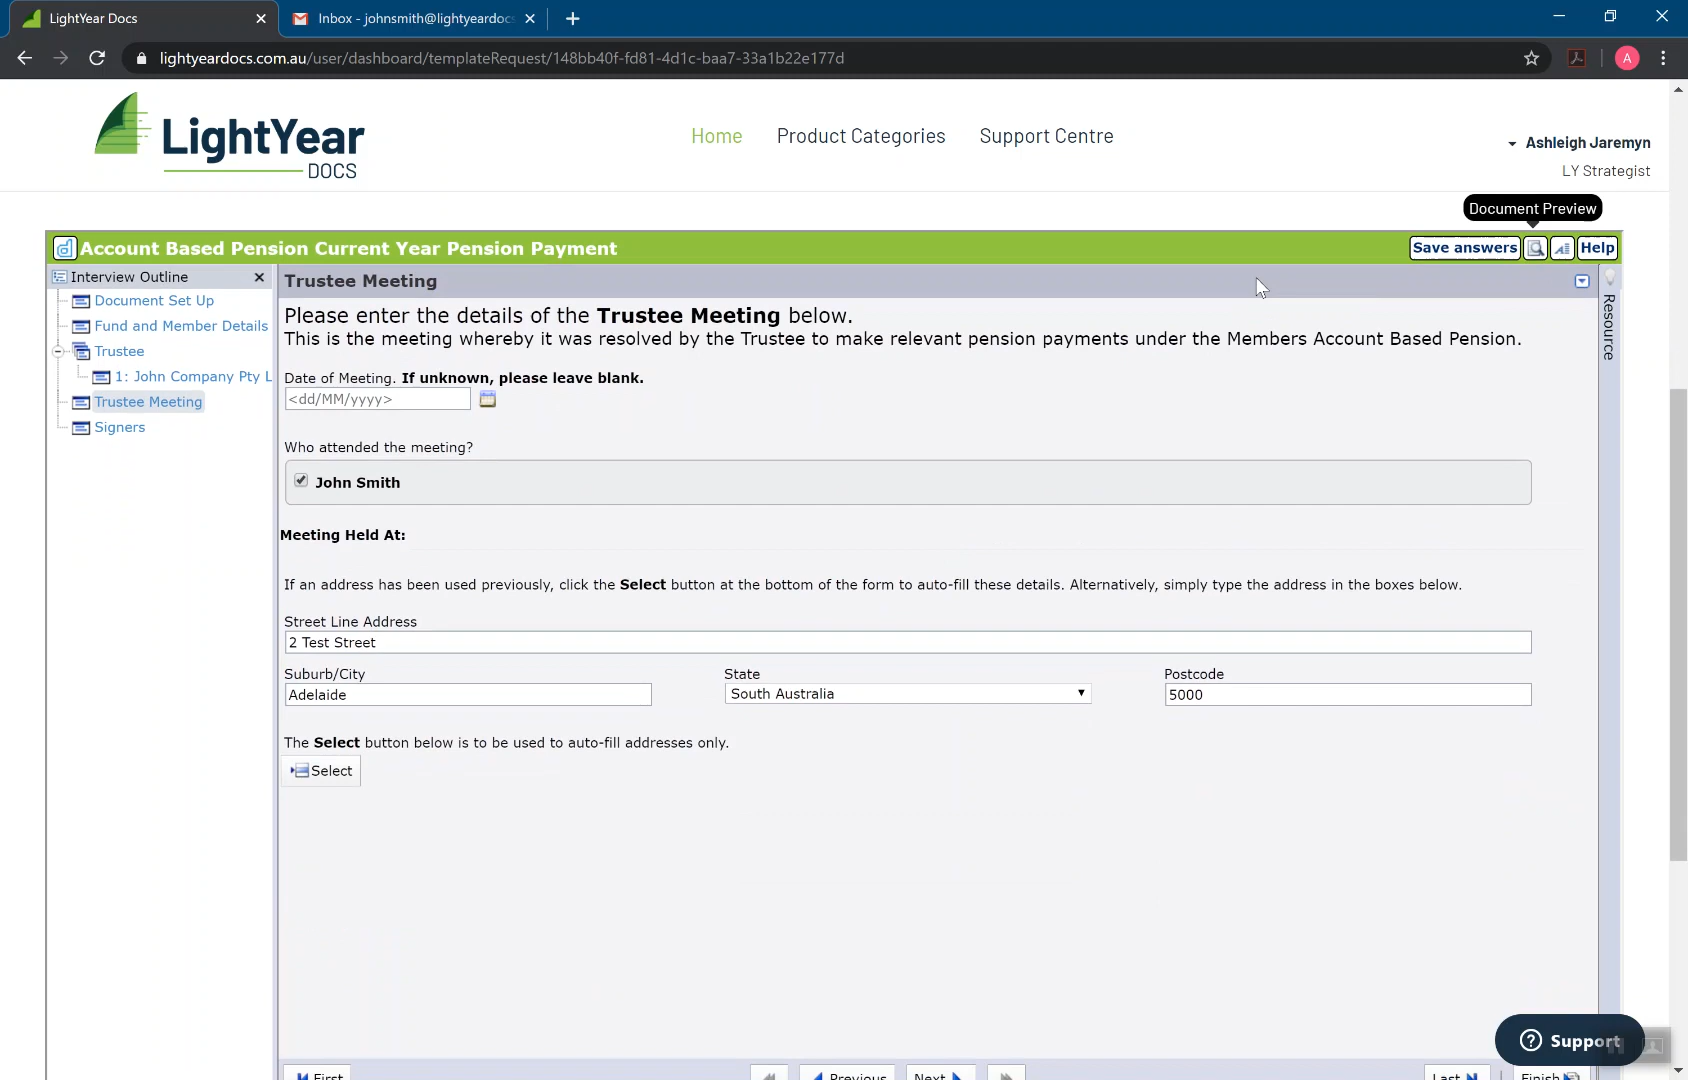 LightYear Docs
Inbox - johnsmith@lightyeardocs
lightyeardocs.com.au/user/dashboard/templateRequest/148bb40f-fd81-4d1c-baa7-33a1b22e177d
A
LightYear
DOCS
Home
Product Categories
Support Centre
Ashleigh Jaremyn
LY Strategist
Document Preview
d
Account Based Pension Current Year Pension Payment
Save answers
Help
Interview Outline
Document Set Up
Fund and Member Details
Trustee
1: John Company Pty L
Trustee Meeting
Signers
Trustee Meeting
Resource
Please enter the details of the Trustee Meeting below.
This is the meeting whereby it was resolved by the Trustee to make relevant pension payments under the Members Account Based Pension.
Date of Meeting. If unknown, please leave blank.
<dd/MM/yyyy>
Who attended the meeting?
John Smith
Meeting Held At:
If an address has been used previously, click the Select button at the bottom of the form to auto-fill these details. Alternatively, simply type the address in the boxes below.
Street Line Address
2 Test Street
Suburb/City
State
Postcode
Adelaide
South Australia
5000
The Select button below is to be used to auto-fill addresses only.
Select
? Support
First
Previous
Next
Last
Finish